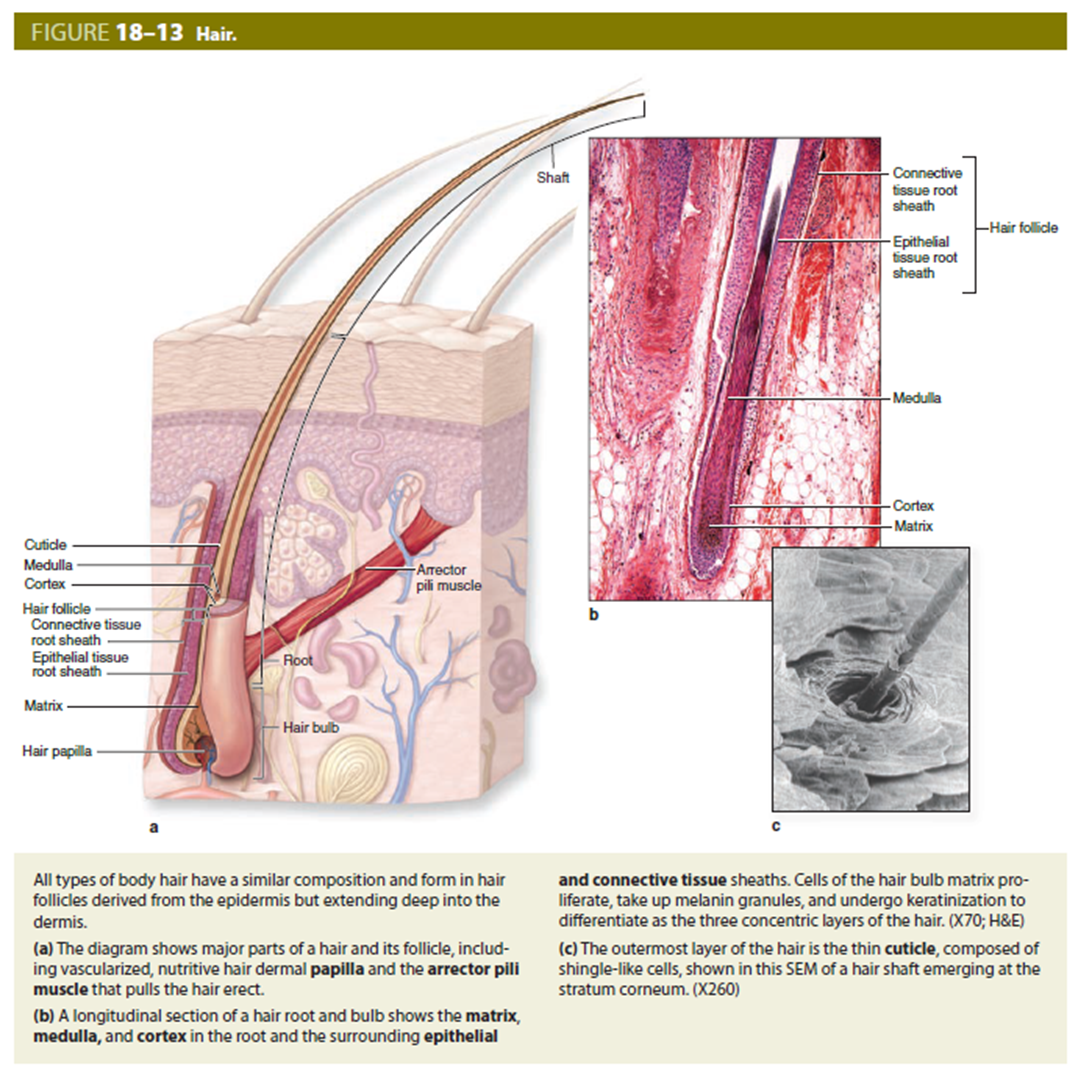 FIGURE 18–13 Hair.
Shaft
Connective
tissue root
sheath
Hair follicle
Epithelial
tissue root
sheath
Medulla
Cortex
Matrix
b
Cuticle
Medulla
Cortex
Hair follicle
Connective tissue
root sheath
Epithelial tissue
root sheath
Matrix
Hair papilla
Arrector
pili muscle
Root
Hair bulb
a
c
All types of body hair have a similar composition and form in hair
follicles derived from the epidermis but extending deep into the
dermis.
(a) The diagram shows major parts of a hair and its follicle, includ-
ing vascularized, nutritive hair dermal papilla and the arrector pili
muscle that pulls the hair erect.
(b) A longitudinal section of a hair root and bulb shows the matrix,
medulla, and cortex in the root and the surrounding epithelial
and connective tissue sheaths. Cells of the hair bulb matrix pro-
liferate, take up melanin granules, and undergo keratinization to
differentiate as the three concentric layers of the hair. (X70; H&E)
(c) The outermost layer of the hair is the thin cuticle, composed of
shingle-like cells, shown in this SEM of a hair shaft emerging at the
stratum corneum. (X260)